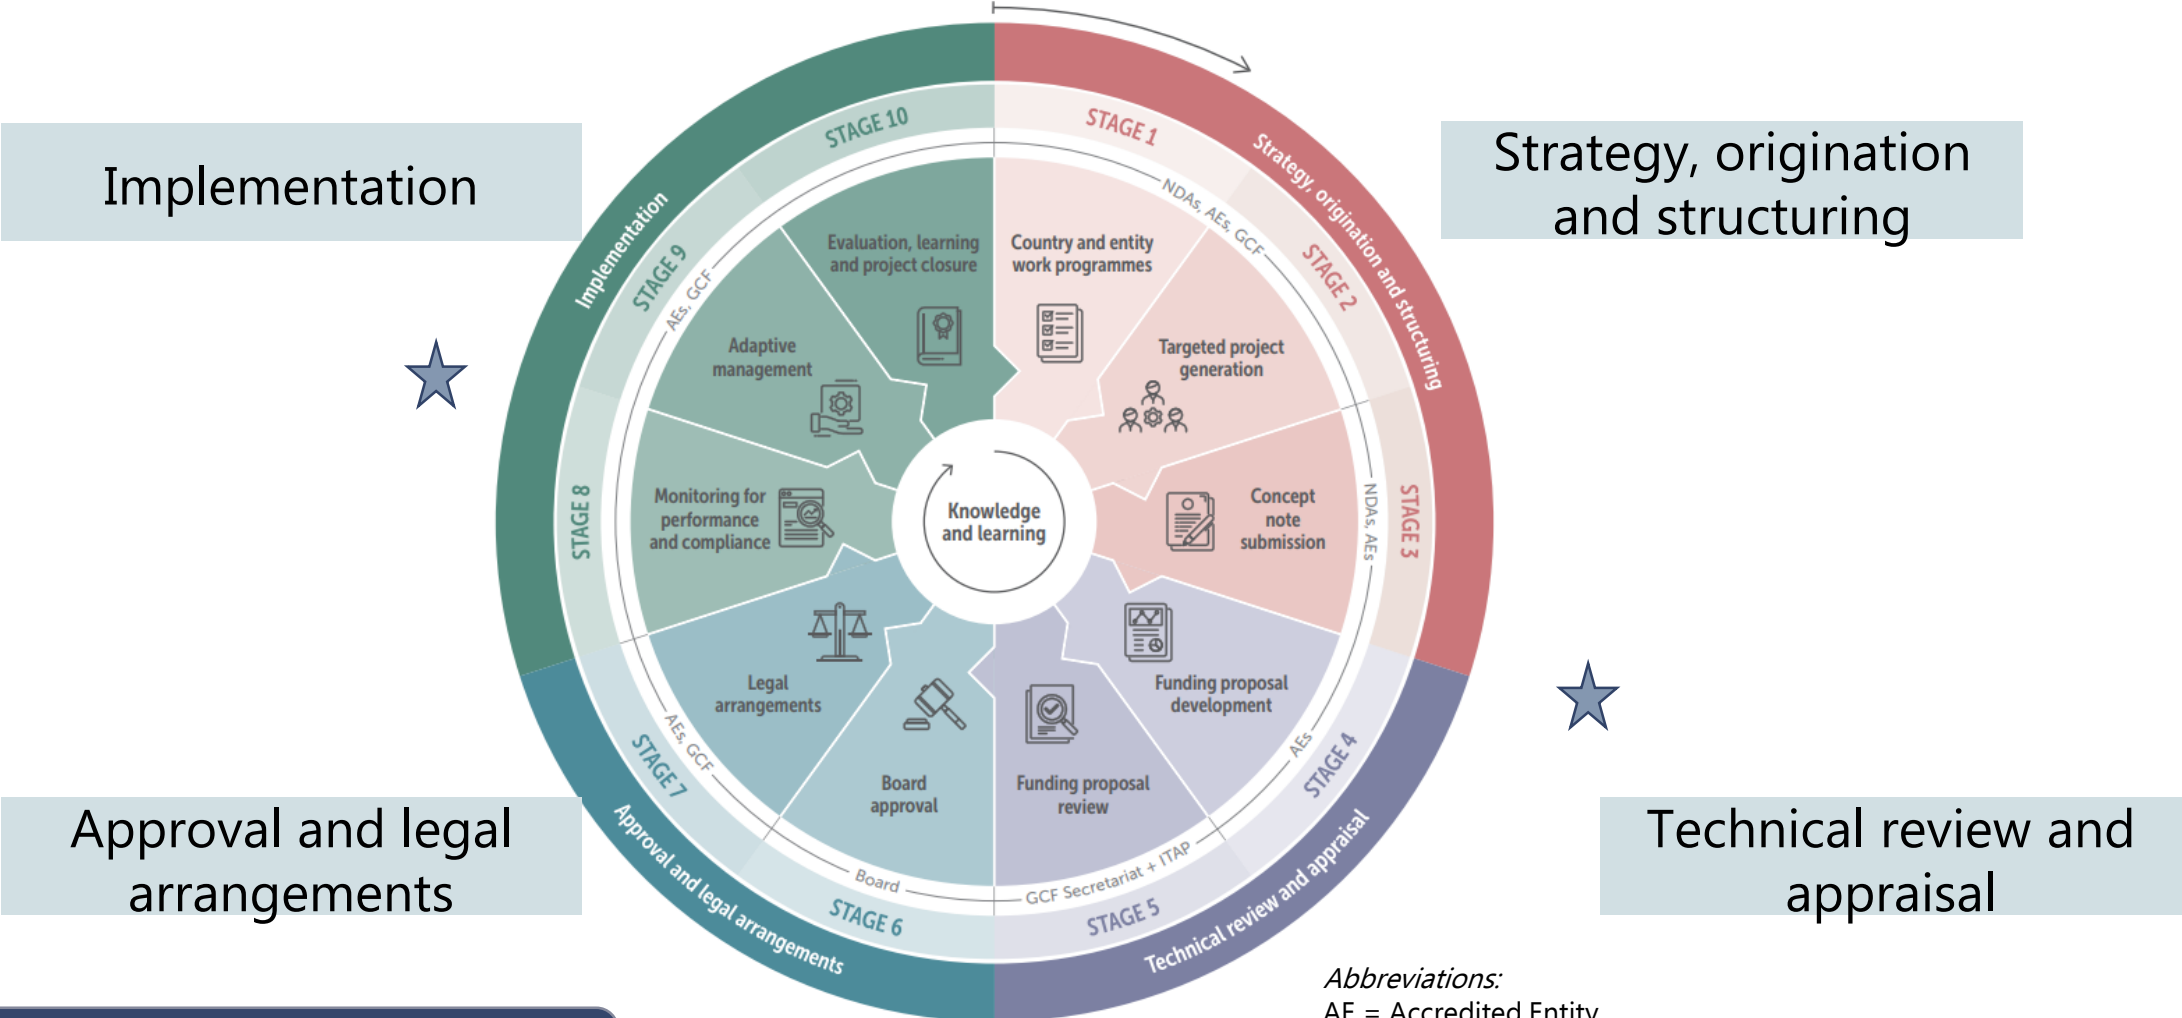 Implementation
Strategy, origination
and structuring
Approval and legal
arrangements
Technical review and
appraisal
Strategy, origination and structuring
Technical review and appraisal
Approval and legal arrangements
Implementation
STAGE 1
NDAs, AEs, GCF
Country and entity
work programmes
STAGE 2
Targeted project
generation
STAGE 3
NDAs, AEs
Concept
note
submission
STAGE 4
AEs
Funding proposal
development
STAGE 5
GCF Secretariat + ITAP
Funding proposal
review
STAGE 6
Board
Board
approval
STAGE 7
AEs, GCF
Legal
arrangements
STAGE 8
Monitoring for
performance
and compliance
STAGE 9
AEs, GCF
Adaptive
management
STAGE 10
Evaluation, learning
and project closure
Knowledge
and learning
Abbreviations:
AE = Accredited Entity